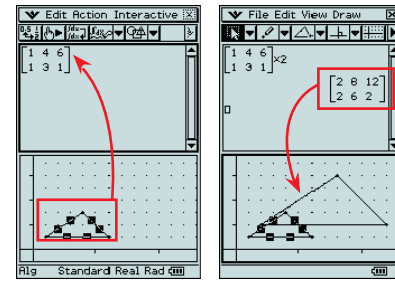 Edit Action Interactive
1 4 6
1 3 1
Alg Standard Real Rad
File Edit View Draw
1 4 6
1 3 1 ×2
2 8 12
2 6 2